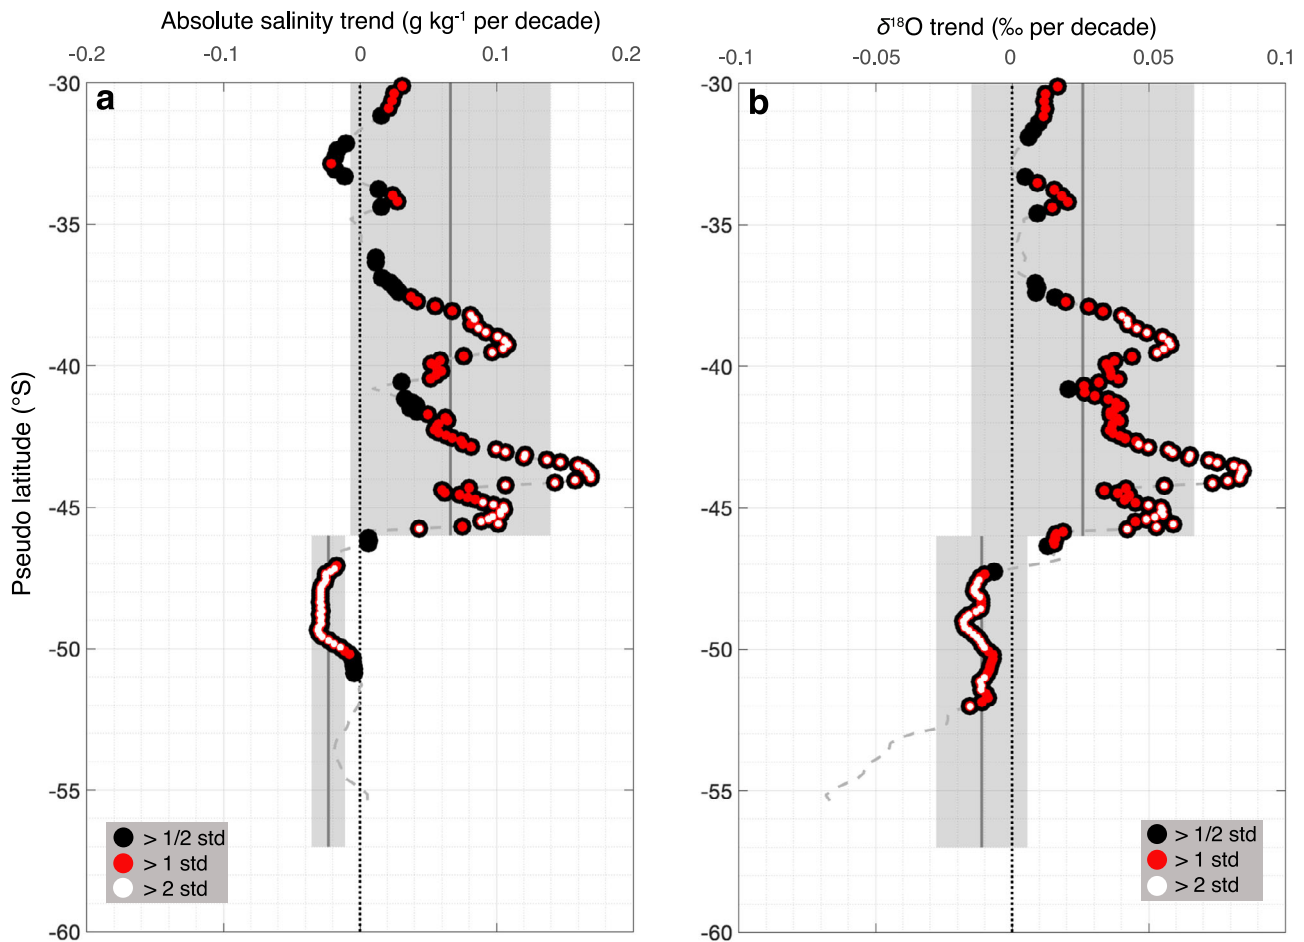 Absolute salinity trend (g kg⁻¹ per decade)
-0.2 -0.1 0 0.1 0.2
a
-30
-35
-40
-45
-50
-55
-60
Pseudo latitude (°S)
> 1/2 std
> 1 std
> 2 std
δ¹⁸O trend (‰ per decade)
-0.1 -0.05 0 0.05 0.1
b
-30
-35
-40
-45
-50
-55
-60
> 1/2 std
> 1 std
> 2 std